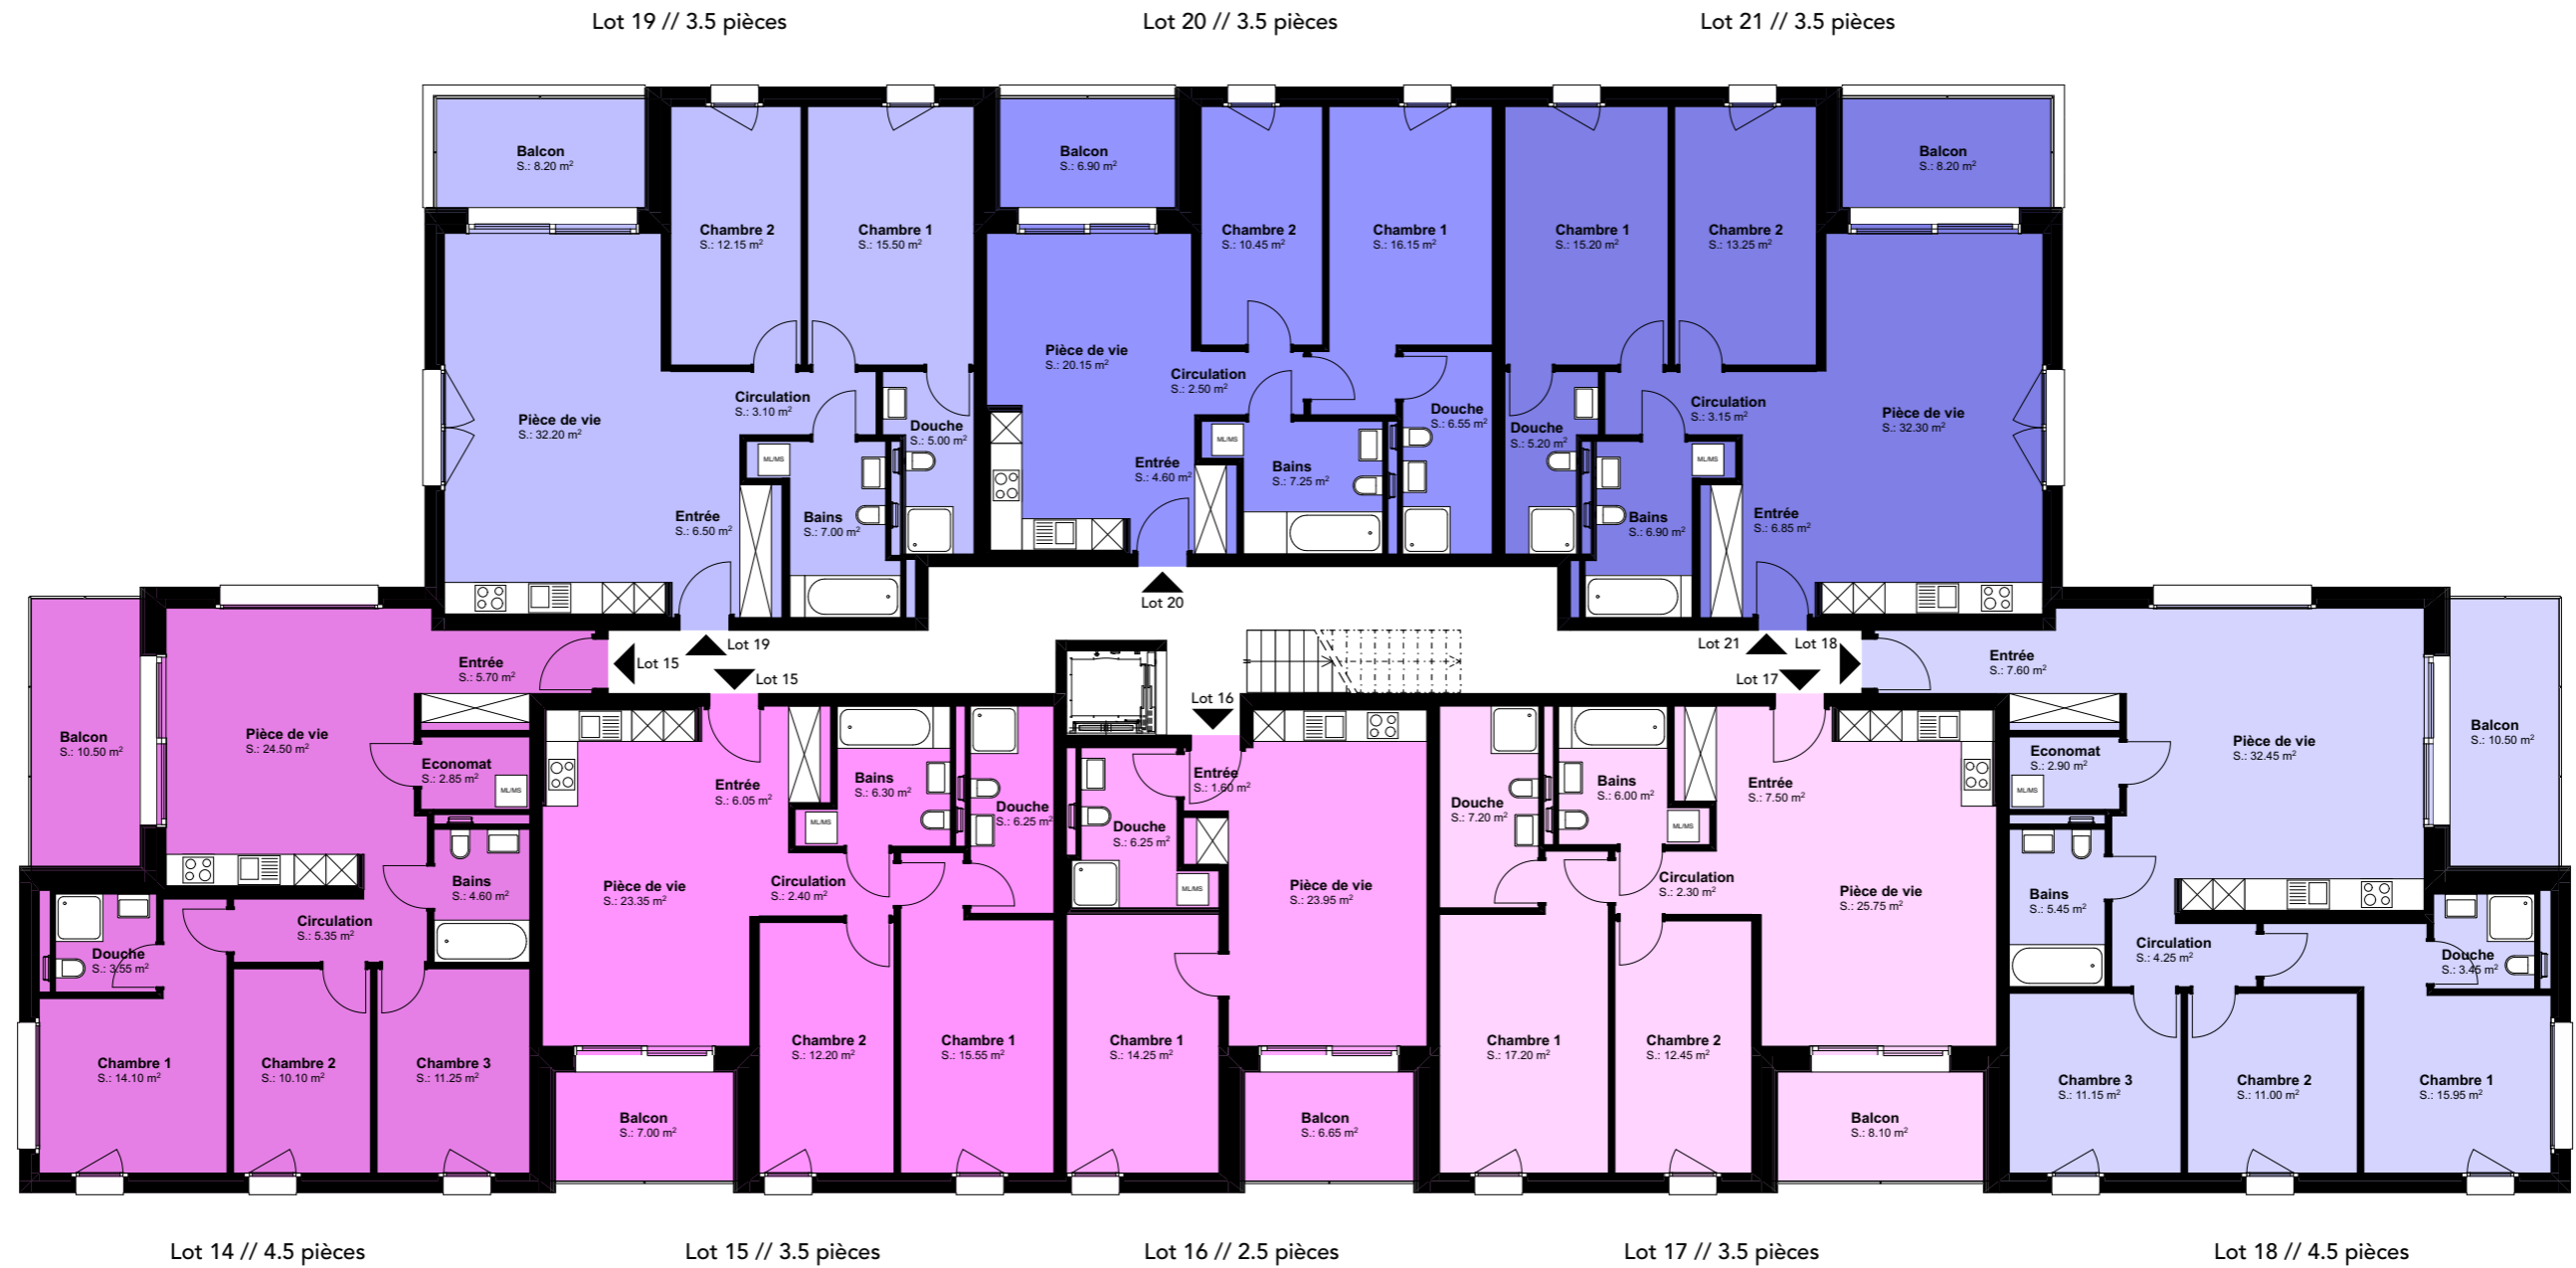 Lot 19 // 3.5 pièces
Lot 20 // 3.5 pièces
Lot 21 // 3.5 pièces
Balcon
S.: 8.20 m²
Chambre 2
S.: 12.15 m²
Chambre 1
S.: 15.50 m²
Pièce de vie
S.: 32.20 m²
Circulation
S.: 3.10 m²
Douche
S.: 5.00 m²
ML/MS
Entrée
S.: 6.50 m²
Bains
S.: 7.00 m²
Balcon
S.: 6.90 m²
Chambre 2
S.: 10.45 m²
Chambre 1
S.: 16.15 m²
Pièce de vie
S.: 20.15 m²
Circulation
S.: 2.50 m²
Douche
S.: 6.55 m²
ML/MS
Entrée
S.: 4.60 m²
Bains
S.: 7.25 m²
Chambre 1
S.: 15.20 m²
Chambre 2
S.: 13.25 m²
Balcon
S.: 8.20 m²
Circulation
S.: 3.15 m²
Pièce de vie
S.: 32.30 m²
Douche
S.: 5.20 m²
ML/MS
Bains
S.: 6.90 m²
Entrée
S.: 6.85 m²
Lot 20
Lot 19
Lot 15
Lot 15
Lot 16
Lot 21
Lot 18
Lot 17
Entrée
S.: 5.70 m²
Balcon
S.: 10.50 m²
Pièce de vie
S.: 24.50 m²
Economat
S.: 2.85 m²
ML/MS
Bains
S.: 4.60 m²
Circulation
S.: 5.35 m²
Douche
S.: 3.55 m²
Chambre 1
S.: 14.10 m²
Chambre 2
S.: 10.10 m²
Chambre 3
S.: 11.25 m²
Entrée
S.: 6.05 m²
Bains
S.: 6.30 m²
Douche
S.: 6.25 m²
ML/MS
Pièce de vie
S.: 23.35 m²
Circulation
S.: 2.40 m²
Chambre 2
S.: 12.20 m²
Chambre 1
S.: 15.55 m²
Balcon
S.: 7.00 m²
Entrée
S.: 1.60 m²
Douche
S.: 6.25 m²
ML/MS
Pièce de vie
S.: 23.95 m²
Chambre 1
S.: 14.25 m²
Balcon
S.: 6.65 m²
Douche
S.: 7.20 m²
Bains
S.: 6.00 m²
Entrée
S.: 7.50 m²
ML/MS
Circulation
S.: 2.30 m²
Pièce de vie
S.: 25.75 m²
Chambre 1
S.: 17.20 m²
Chambre 2
S.: 12.45 m²
Balcon
S.: 8.10 m²
Entrée
S.: 7.60 m²
Economat
S.: 2.90 m²
ML/MS
Pièce de vie
S.: 32.45 m²
Balcon
S.: 10.50 m²
Bains
S.: 5.45 m²
Circulation
S.: 4.25 m²
Douche
S.: 3.45 m²
Chambre 3
S.: 11.15 m²
Chambre 2
S.: 11.00 m²
Chambre 1
S.: 15.95 m²
Lot 14 // 4.5 pièces
Lot 15 // 3.5 pièces
Lot 16 // 2.5 pièces
Lot 17 // 3.5 pièces
Lot 18 // 4.5 pièces